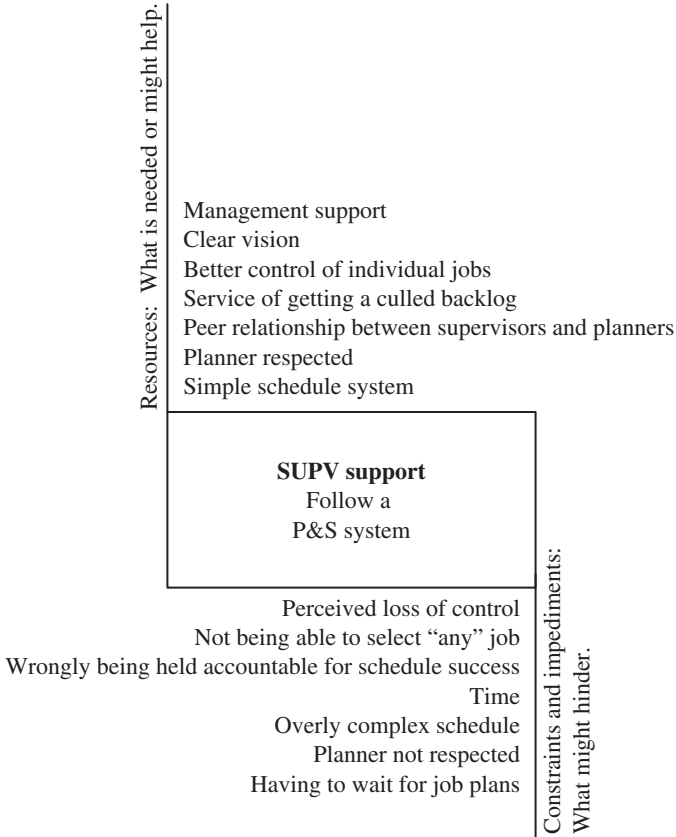 Resources: What is needed or might help.
Management support
Clear vision
Better control of individual jobs
Service of getting a culled backlog
Peer relationship between supervisors and planners
Planner respected
Simple schedule system
SUPV support
Follow a
P&S system
Perceived loss of control
Not being able to select “any” job
Wrongly being held accountable for schedule success
Time
Overly complex schedule
Planner not respected
Having to wait for job plans
Constraints and impediments:
What might hinder.